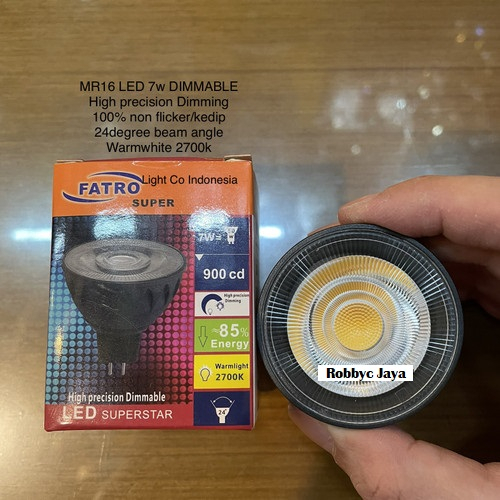 MR16 LED 7w DIMMABLE
High precision Dimming
100% non flicker/kedip
24degree beam angle
Warmwhite 2700k
FATRO
Light Co Indonesia
SUPER
7W
900 cd
High precision
Dimming
85%
Energy
Warmlight
2700K
24°
High precision Dimmable
LED SUPERSTAR
Robbyc Jaya